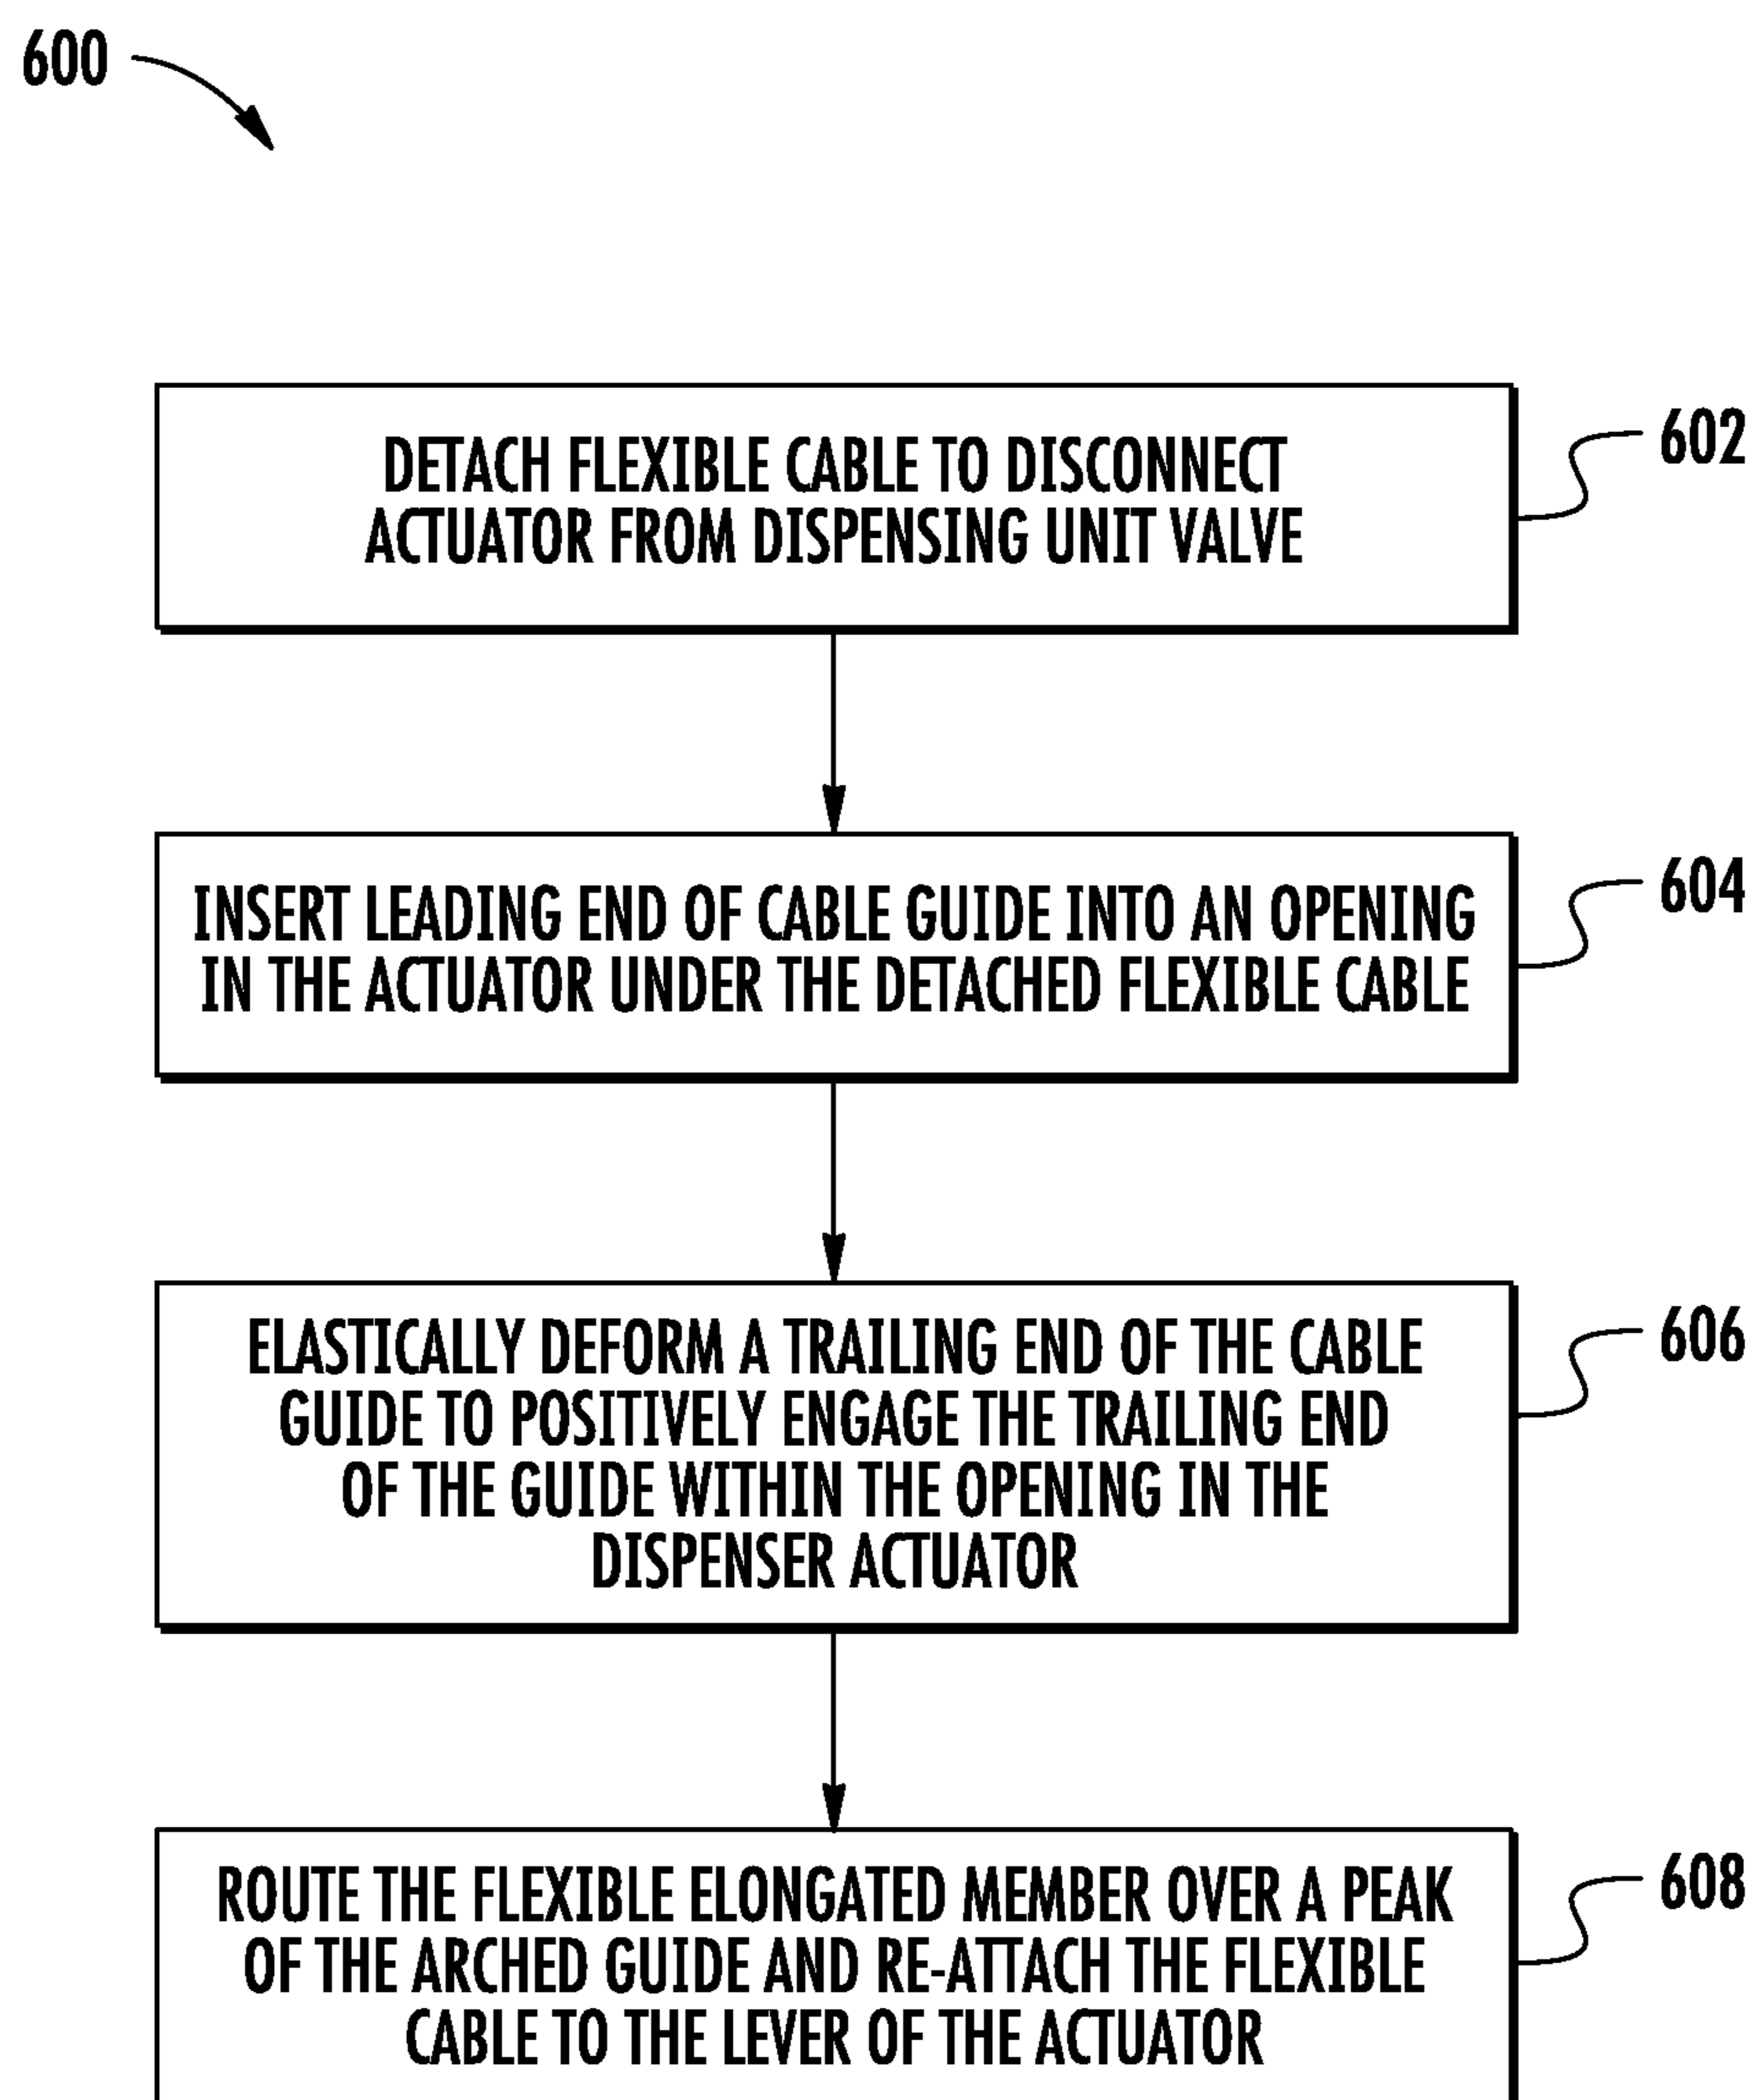 600
DETACH FLEXIBLE CABLE TO DISCONNECT
ACTUATOR FROM DISPENSING UNIT VALVE
602
INSERT LEADING END OF CABLE GUIDE INTO AN OPENING
IN THE ACTUATOR UNDER THE DETACHED FLEXIBLE CABLE
604
ELASTICALLY DEFORM A TRAILING END OF THE CABLE
GUIDE TO POSITIVELY ENGAGE THE TRAILING END
OF THE GUIDE WITHIN THE OPENING IN THE
DISPENSER ACTUATOR
606
ROUTE THE FLEXIBLE ELONGATED MEMBER OVER A PEAK
OF THE ARCHED GUIDE AND RE-ATTACH THE FLEXIBLE
CABLE TO THE LEVER OF THE ACTUATOR
608